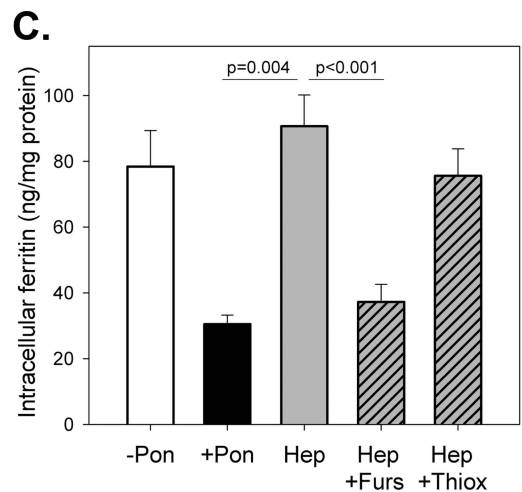 C.
p=0.004 p<0.001
Intracellular ferritin (ng/mg protein)
100
80
60
40
20
0
-Pon +Pon Hep Hep Hep
+Furs +Thiox